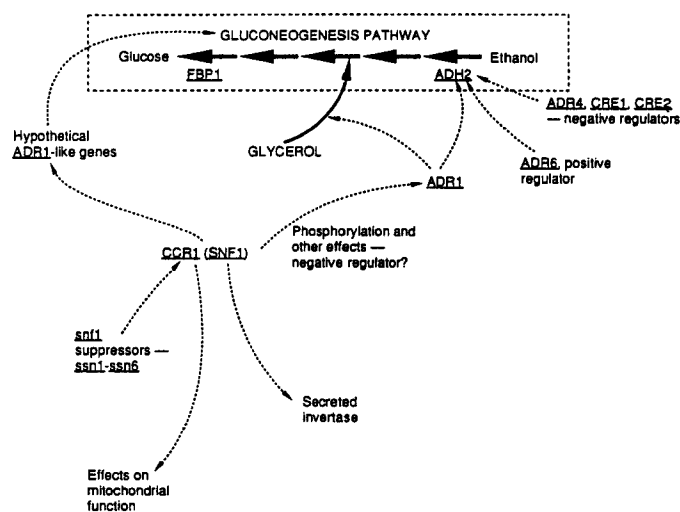 GLUCONEOGENESIS PATHWAY
Glucose
Ethanol
FBP1
ADH2
ADR4, CRE1, CRE2
— negative regulators
Hypothetical
ADR1-like genes
GLYCEROL
ADR6, positive
regulator
ADR1
Phosphorylation and
other effects —
negative regulator?
CCR1 (SNF1)
snf1
suppressors —
ssn1-ssn6
Secreted
invertase
Effects on
mitochondrial
function